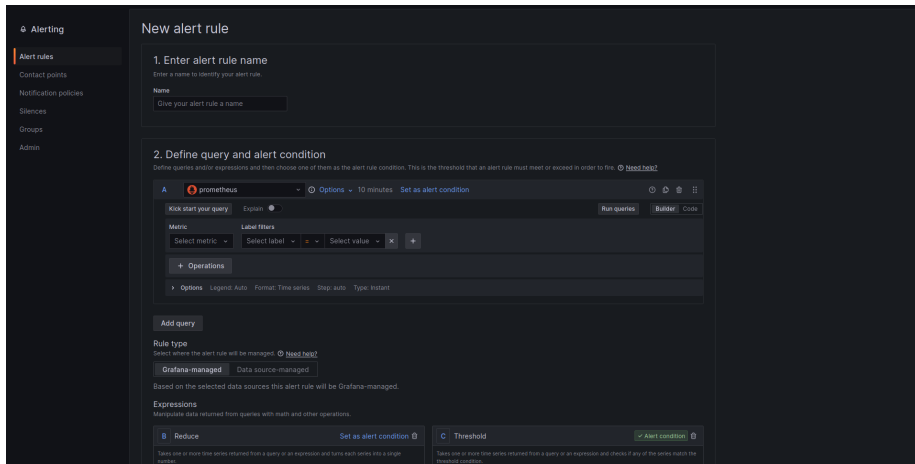 Alerting
New alert rule
Alert rules
Contact points
Notification policies
Silences
Groups
Admin
1. Enter alert rule name
Enter a name to identify your alert rule.
Name
Give your alert rule a name
2. Define query and alert condition
Define queries and/or expressions and then choose one of them as the alert rule condition. This is the threshold that an alert rule must meet or exceed in order to fire. Need help?
A prometheus Options 10 minutes Set as alert condition
Kick start your query Explain Run queries Builder Code
Metric Label filters
Select metric Select label = Select value × +
+ Operations
› Options Legend: Auto Format: Time series Step: auto Type: Instant
Add query
Rule type
Select where the alert rule will be managed. Need help?
Grafana-managed Data source-managed
Based on the selected data sources this alert rule will be Grafana-managed.
Expressions
Manipulate data returned from queries with math and other operations.
B Reduce Set as alert condition
C Threshold Alert condition
Takes one or more time series returned from a query or an expression and turns each series into a single
number.
Takes one or more time series returned from a query or an expression and checks if any of the series match the
threshold condition.